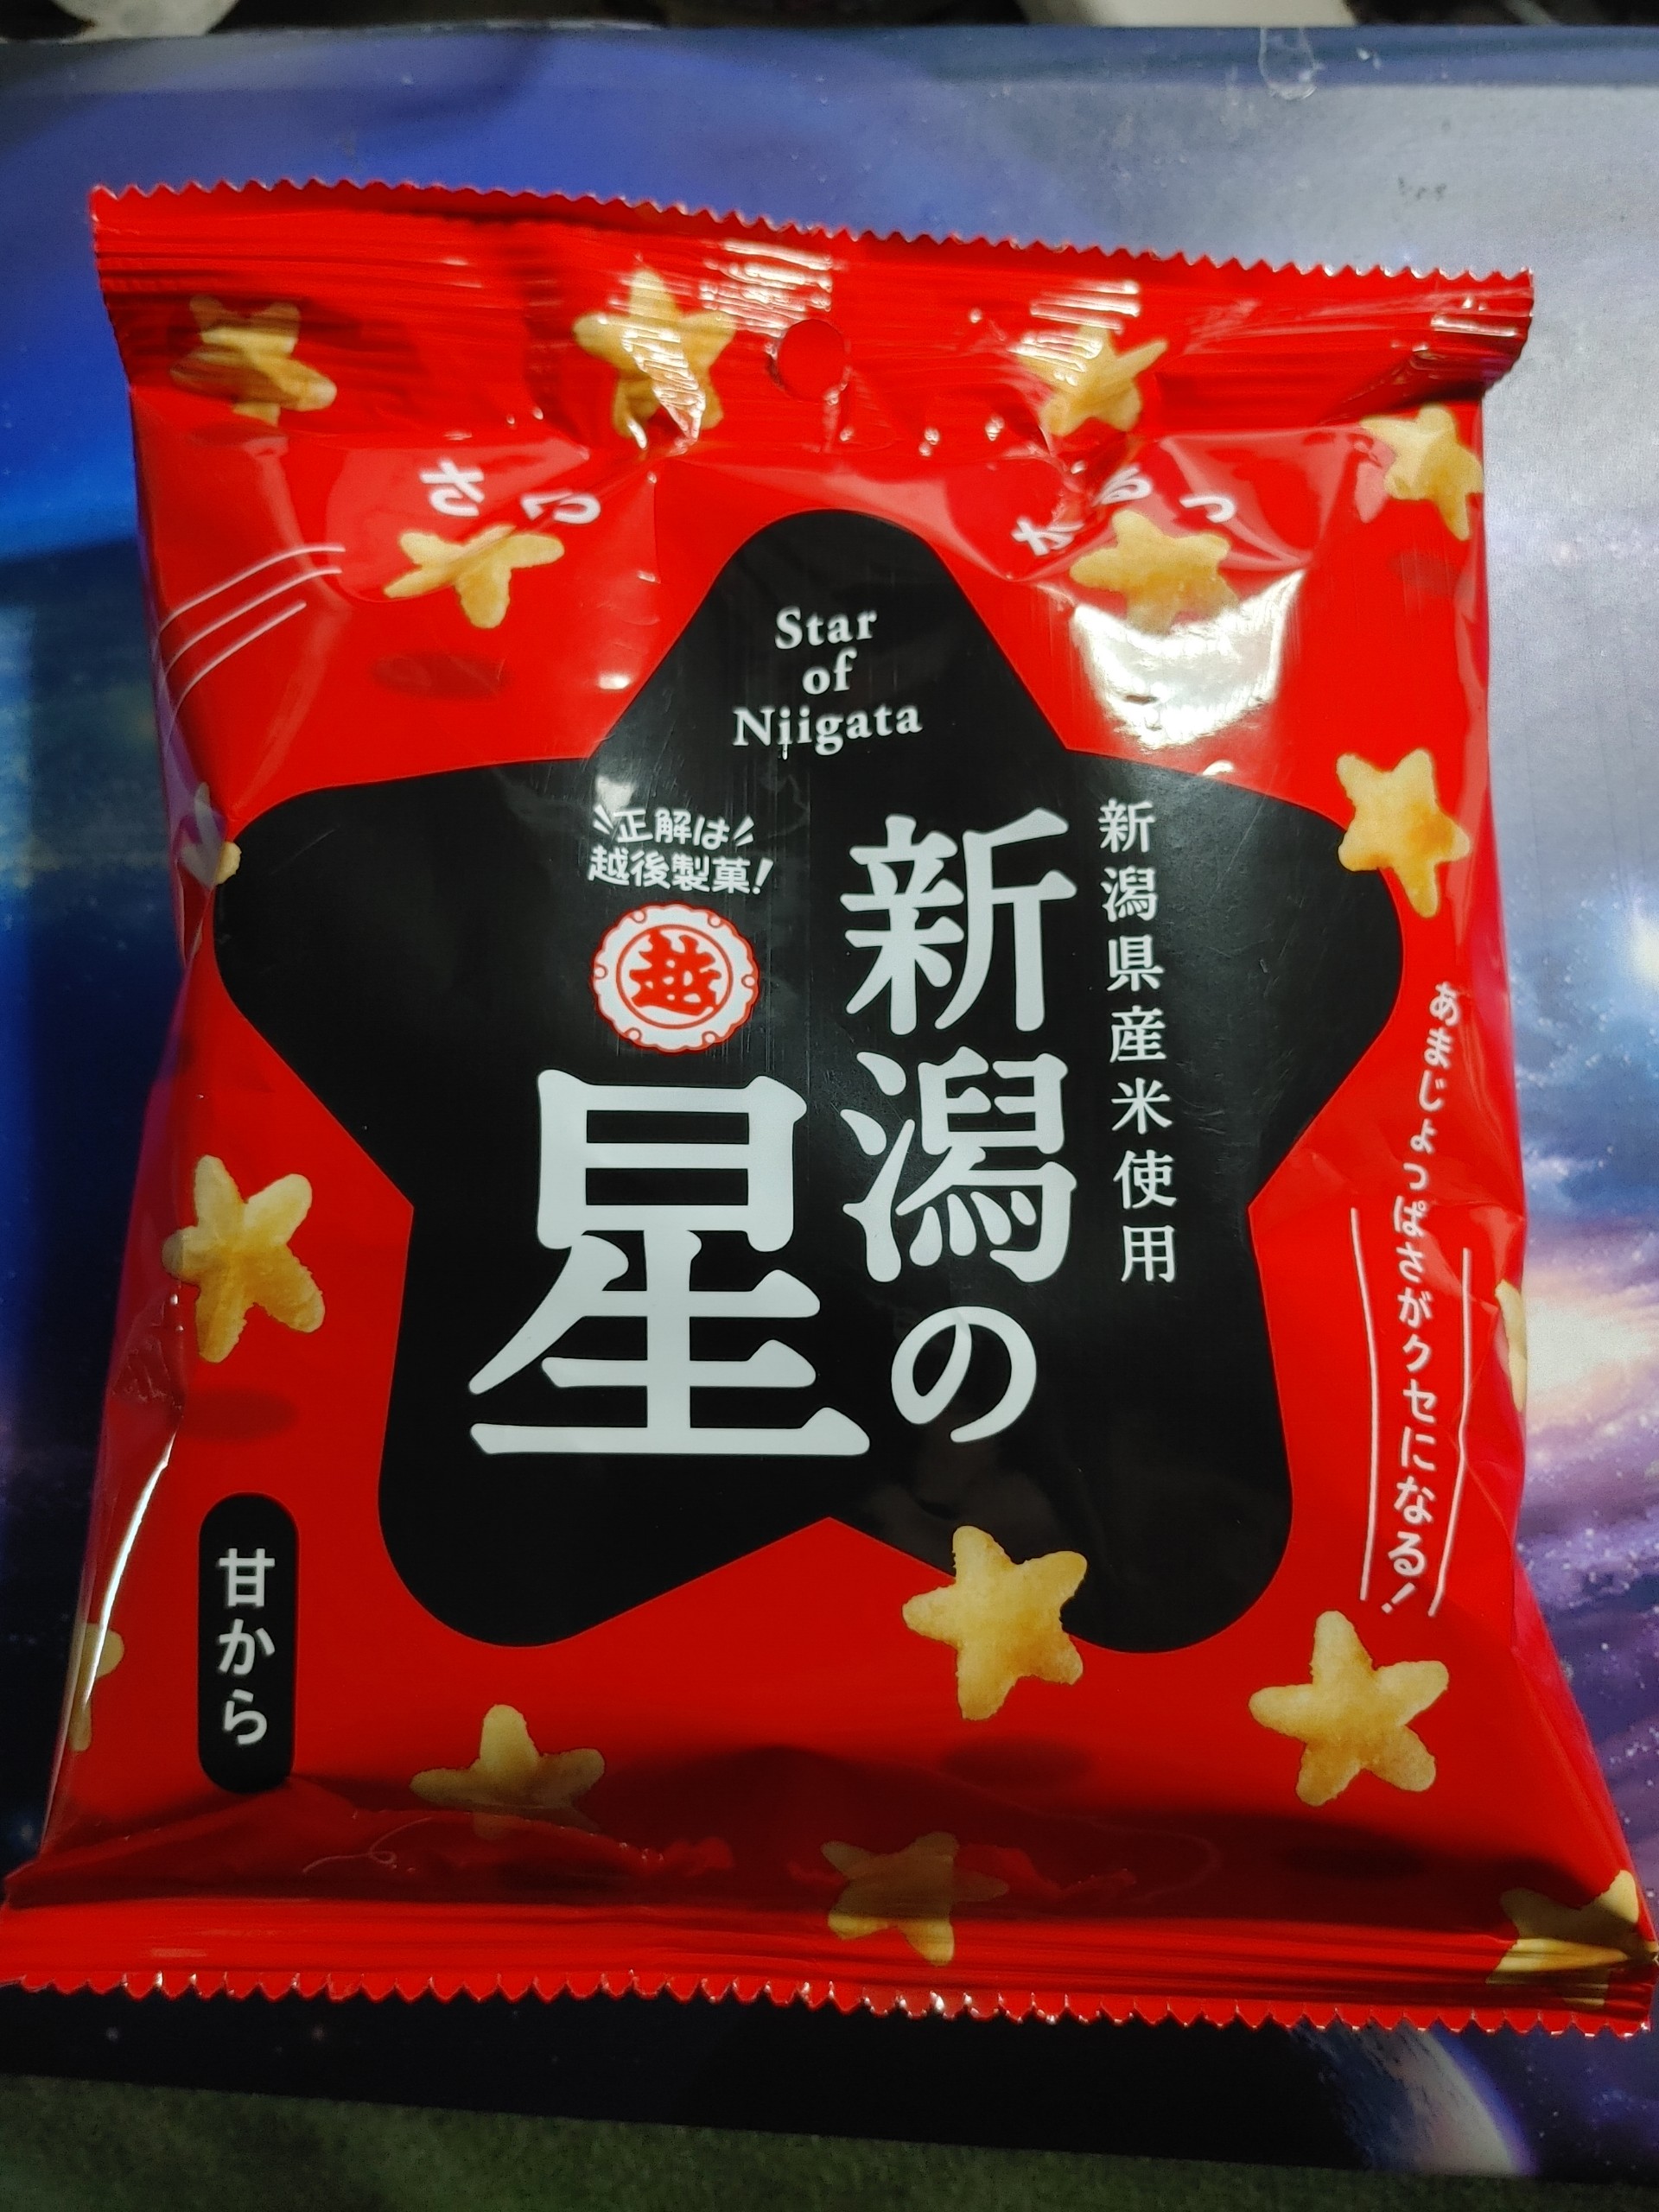 Star
of
Niigata
新潟県産米使用
新潟の
星
正解は
越後製菓!
越
あまじょっぱさがクセになる!
甘から